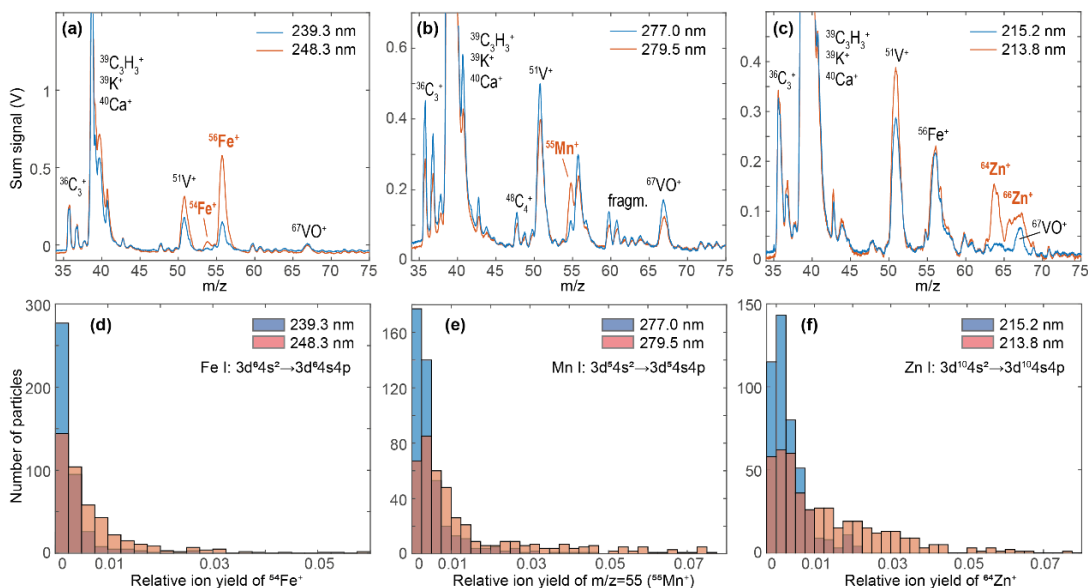 (a)
239.3 nm
248.3 nm
³⁹C₃H₃⁺
³⁹K⁺
⁴⁰Ca⁺
³⁶C₃⁺
⁵¹V⁺
⁵⁴Fe⁺
⁵⁶Fe⁺
⁶⁷VO⁺
Sum signal (V)
0
0.5
1
35 40 45 50 55 60 65 70 75
m/z
(b)
277.0 nm
279.5 nm
³⁹C₃H₃⁺
³⁹K⁺
⁴⁰Ca⁺
³⁶C₃⁺
⁴⁸C₄⁺
⁵¹V⁺
⁵⁵Mn⁺
fragm.
⁶⁷VO⁺
0
0.2
0.4
0.6
35 40 45 50 55 60 65 70 75
m/z
(c)
215.2 nm
213.8 nm
³⁹C₃H₃⁺
³⁹K⁺
⁴⁰Ca⁺
³⁶C₃⁺
⁵¹V⁺
⁵⁶Fe⁺
⁶⁴Zn⁺
⁶⁶Zn⁺
⁶⁷VO⁺
0
0.1
0.2
0.3
0.4
35 45 55 65 75
m/z
(d)
239.3 nm
248.3 nm
Fe I: 3d⁶4s²→3d⁶4s4p
Number of particles
0
100
200
300
0 0.01 0.03 0.05
Relative ion yield of ⁵⁴Fe⁺
(e)
277.0 nm
279.5 nm
Mn I: 3d⁵4s²→3d⁵4s4p
0
40
80
120
160
0 0.01 0.03 0.05 0.07
Relative ion yield of m/z=55 (⁵⁵Mn⁺)
(f)
215.2 nm
213.8 nm
Zn I: 3d¹⁰4s²→3d¹⁰4s4p
0
50
100
150
0 0.01 0.03 0.05 0.07
Relative ion yield of ⁶⁴Zn⁺